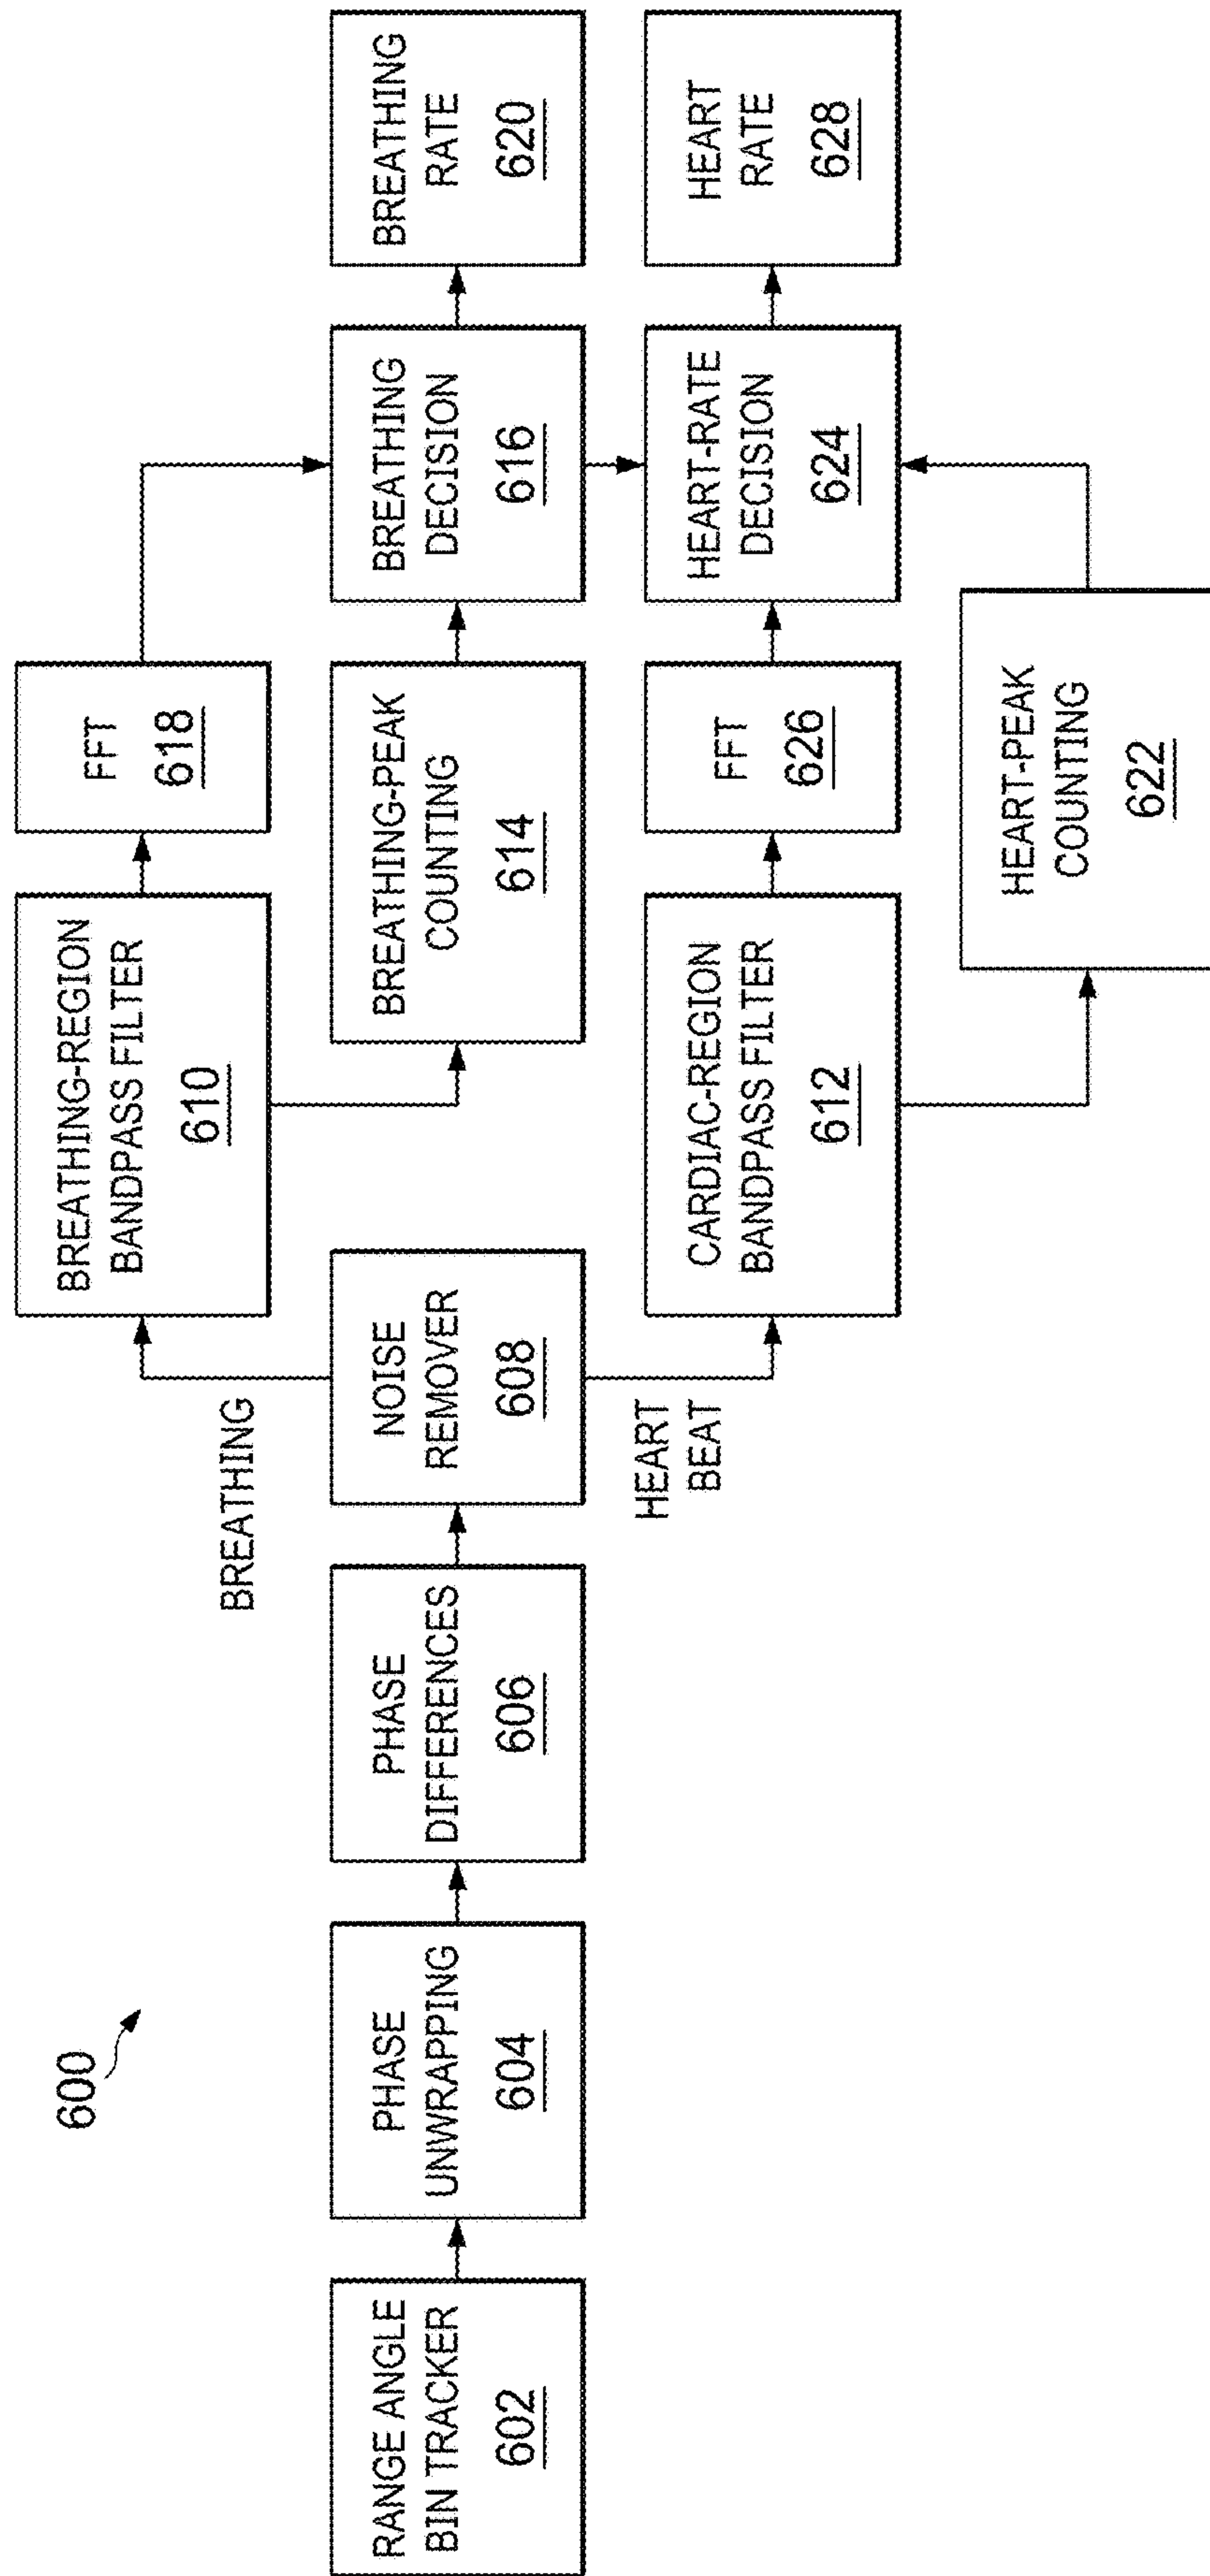 600
RANGE ANGLE
BIN TRACKER
602
PHASE
UNWRAPPING
604
PHASE
DIFFERENCES
606
NOISE
REMOVER
608
BREATHING
HEART
BEAT
BREATHING-REGION
BANDPASS FILTER
610
FFT
618
BREATHING-PEAK
COUNTING
614
BREATHING
DECISION
616
BREATHING
RATE
620
CARDIAC-REGION
BANDPASS FILTER
612
FFT
626
HEART-RATE
DECISION
624
HEART
RATE
628
HEART-PEAK
COUNTING
622